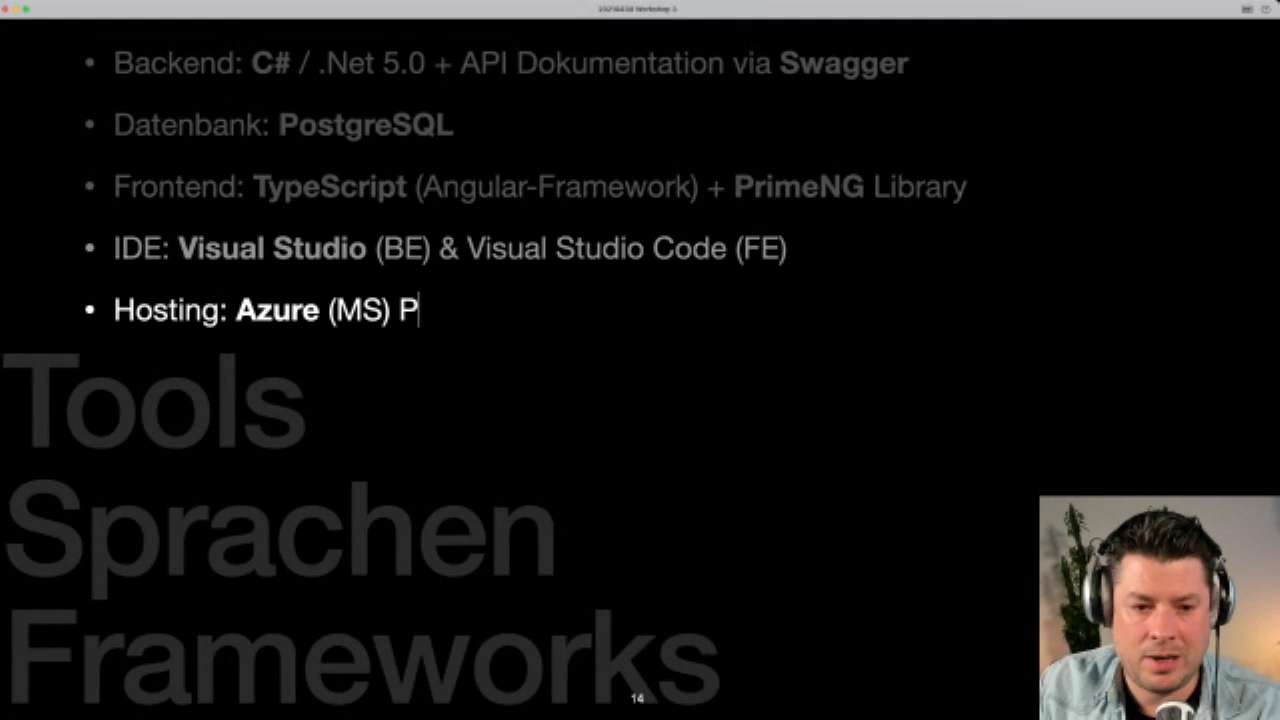 • Backend: C# / .Net 5.0 + API Dokumentation via Swagger
• Datenbank: PostgreSQL
• Frontend: TypeScript (Angular-Framework) + PrimeNG Library
• IDE: Visual Studio (BE) & Visual Studio Code (FE)
• Hosting: Azure (MS) P
Tools
Sprachen
Frameworks
14